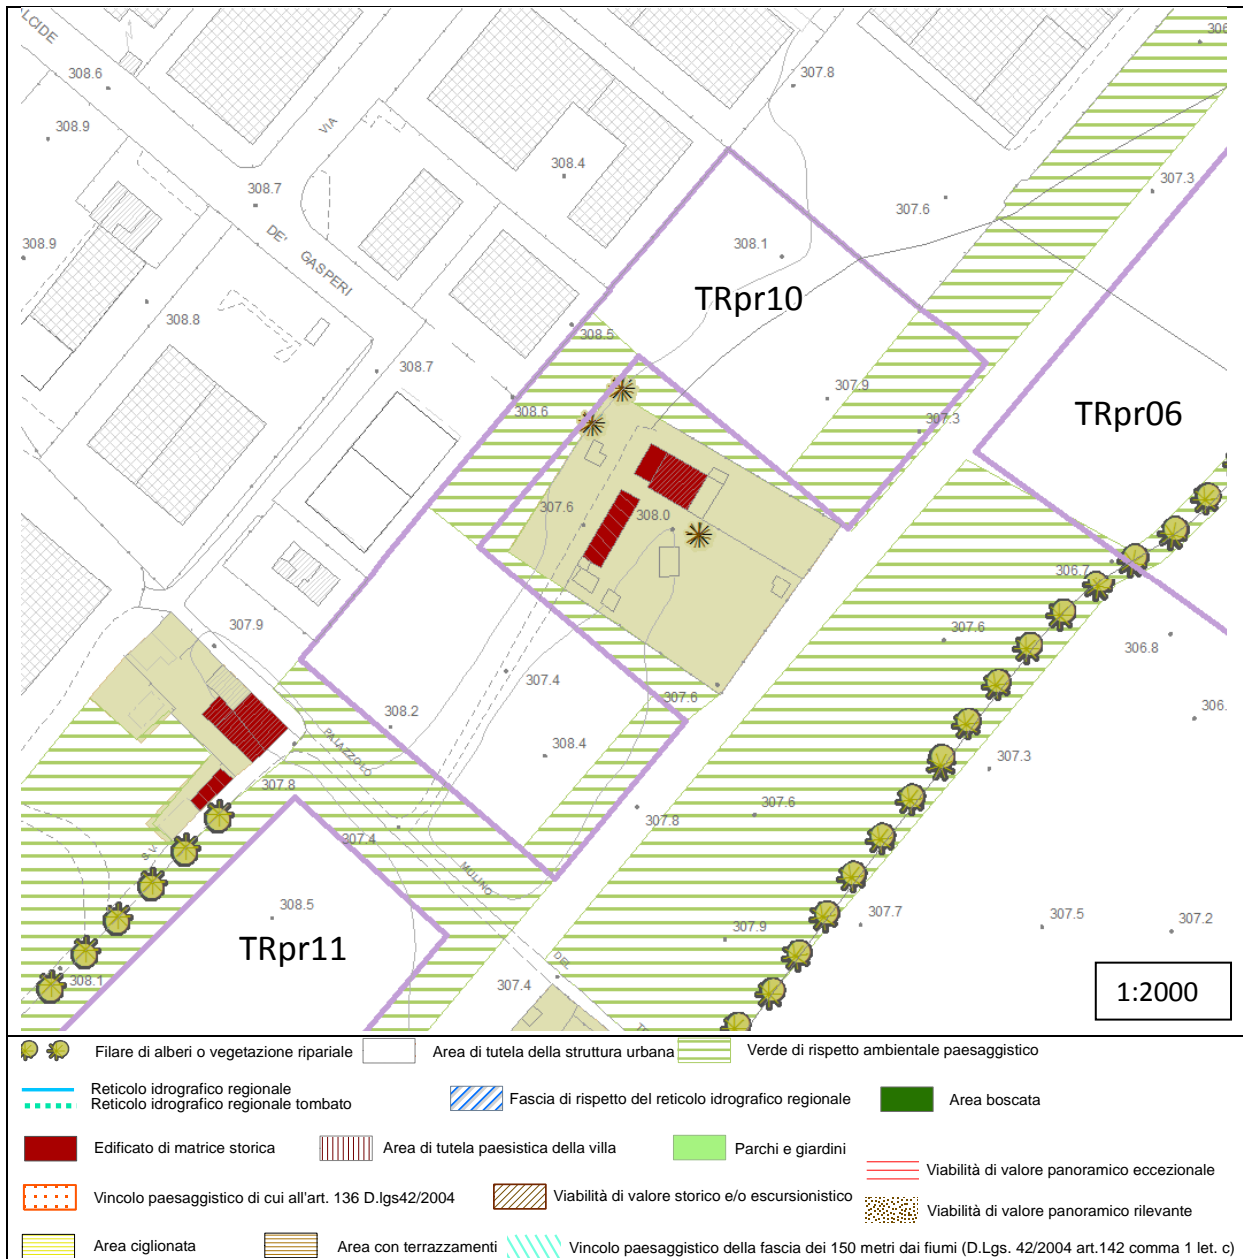 LCIDE
306
308.6
307.8
308.9
VIA
308.4
307.3
308.7
307.6
308.9
DE'
308.1
GASPERI
TRpr10
308.8
308.5
308.7
307.9
308.6
307.3
TRpr06
307.6
308.0
306.7
307.9
307.6
306.8
307.4
307.6
308.2
306.
PALAZZOLO
308.4
307.3
307.8
307.6
307.8
307.4
S.V.
MULINO
308.5
307.7
307.5
307.2
307.9
TRpr11
DEL
308.1
307.4
1:2000
Filare di alberi o vegetazione ripariale
Area di tutela della struttura urbana
Verde di rispetto ambientale paesaggistico
Reticolo idrografico regionale
Reticolo idrografico regionale tombato
Fascia di rispetto del reticolo idrografico regionale
Area boscata
Edificato di matrice storica
Area di tutela paesistica della villa
Parchi e giardini
Viabilità di valore panoramico eccezionale
Vincolo paesaggistico di cui all'art. 136 D.lgs42/2004
Viabilità di valore storico e/o escursionistico
Viabilità di valore panoramico rilevante
Area ciglionata
Area con terrazzamenti
Vincolo paesaggistico della fascia dei 150 metri dai fiumi (D.Lgs. 42/2004 art.142 comma 1 let. c)